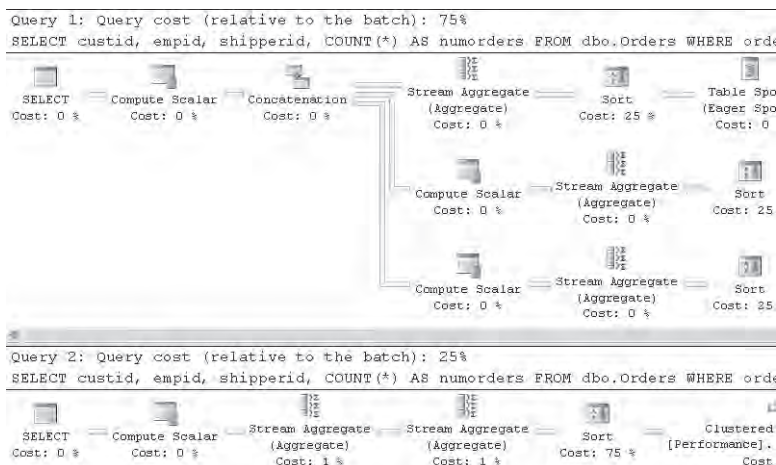 Query 1: Query cost (relative to the batch): 75%
SELECT custid, empid, shipperid, COUNT(*) AS numorders FROM dbo.Orders WHERE orde
SELECT
Cost: 0 %
Compute Scalar
Cost: 0 %
Concatenation
Cost: 0 %
Stream Aggregate
(Aggregate)
Cost: 0 %
Sort
Cost: 25 %
Table Spo
(Eager Spo
Cost: 0
Compute Scalar
Cost: 0 %
Stream Aggregate
(Aggregate)
Cost: 0 %
Sort
Cost: 25
Compute Scalar
Cost: 0 %
Stream Aggregate
(Aggregate)
Cost: 0 %
Sort
Cost: 25
Query 2: Query cost (relative to the batch): 25%
SELECT custid, empid, shipperid, COUNT(*) AS numorders FROM dbo.Orders WHERE orde
SELECT
Cost: 0 %
Compute Scalar
Cost: 0 %
Stream Aggregate
(Aggregate)
Cost: 1 %
Stream Aggregate
(Aggregate)
Cost: 1 %
Sort
Cost: 75 %
Clustered
[Performance].
Cost